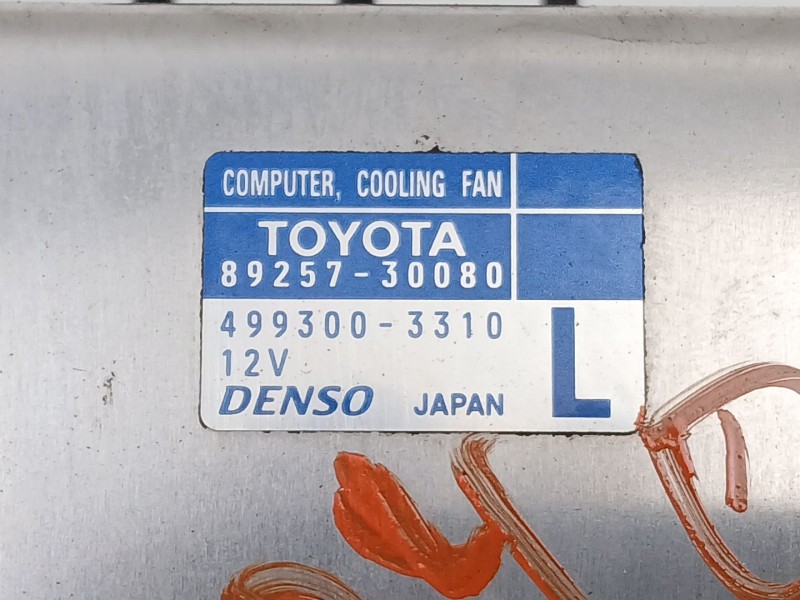 COMPUTER, COOLING FAN
TOYOTA
89257-30080
499300-3310
12V
L
DENSO JAPAN